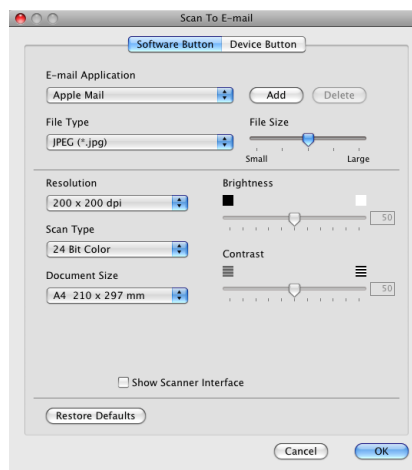 Scan To E-mail
Software Button Device Button
E-mail Application
Apple Mail Add Delete
File Type File Size
JPEG (*.jpg)
Small Large
Resolution Brightness
200 x 200 dpi
50
Scan Type
24 Bit Color Contrast
Document Size
A4 210 x 297 mm 50
Show Scanner Interface
Restore Defaults
Cancel OK